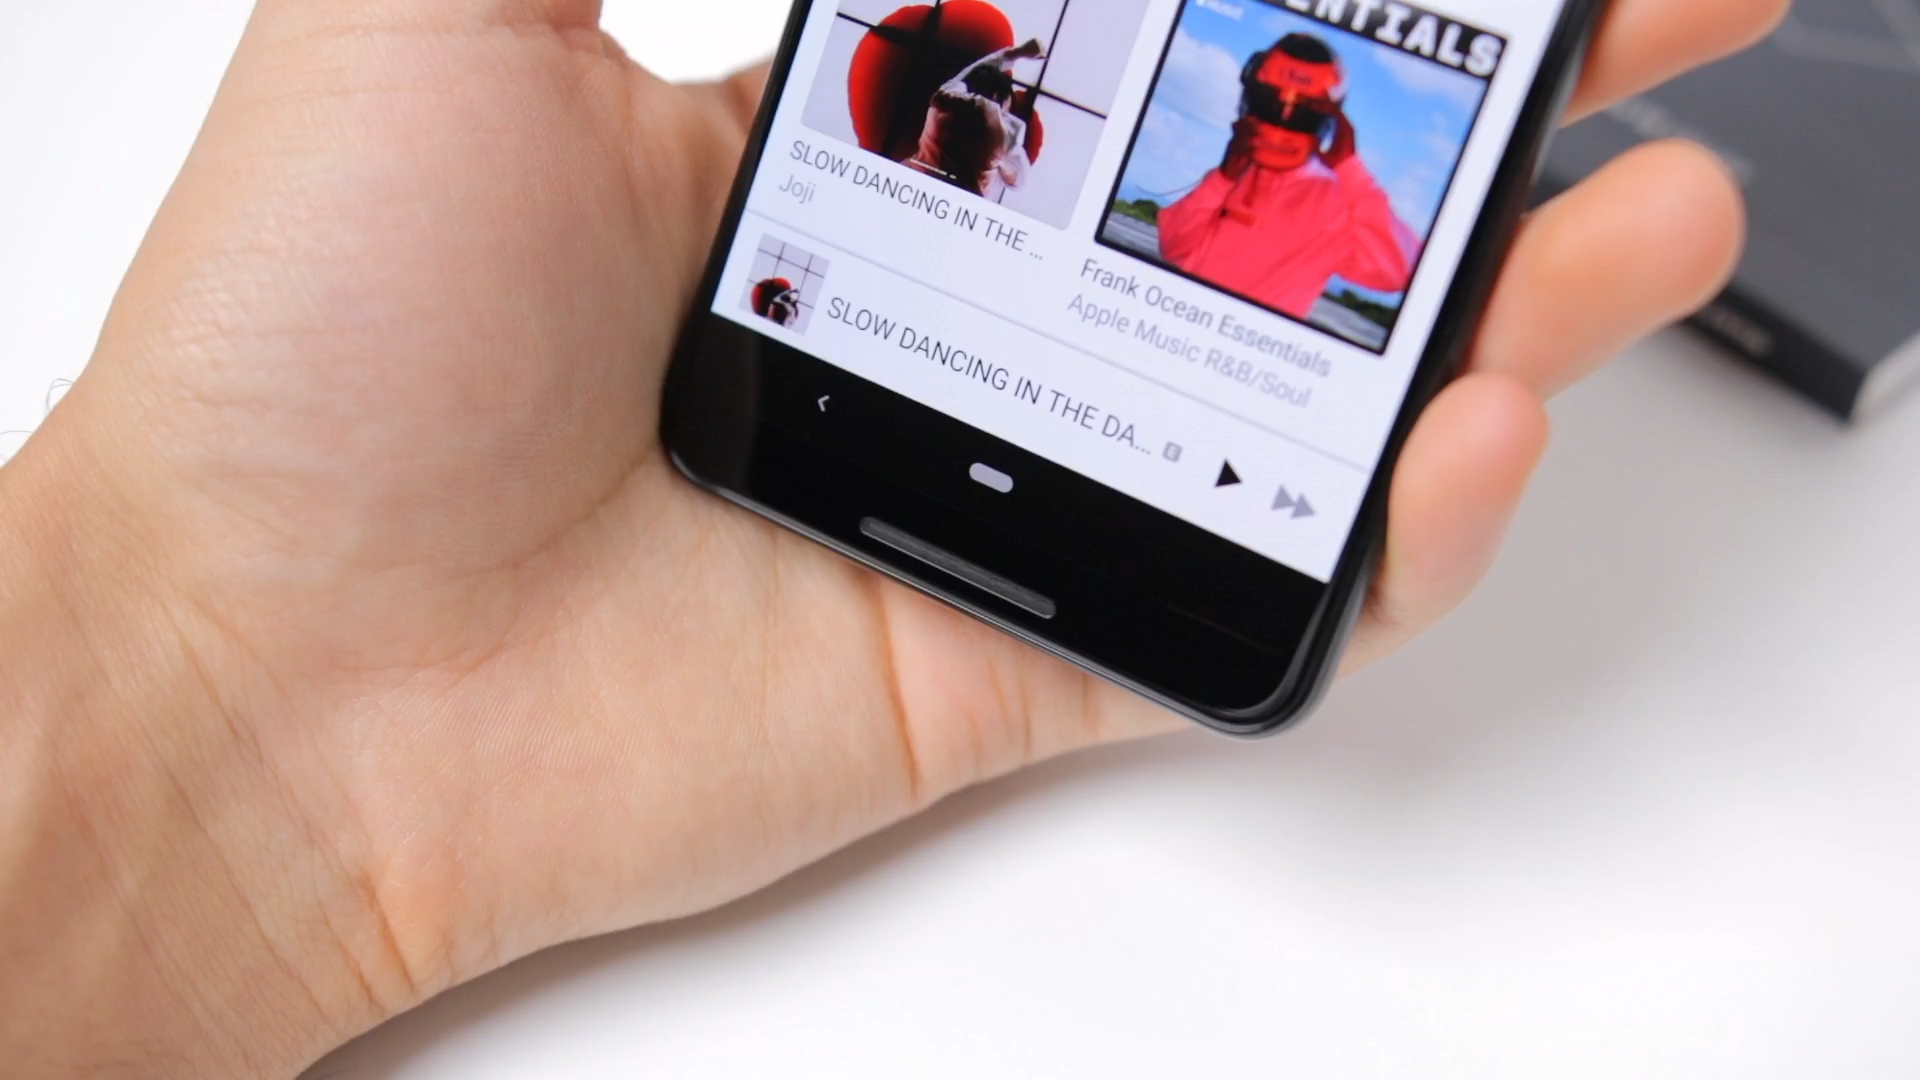 ENTIALS
SLOW DANCING IN THE ...
Joji
Frank Ocean Essentials
Apple Music R&B/Soul
SLOW DANCING IN THE DA... E